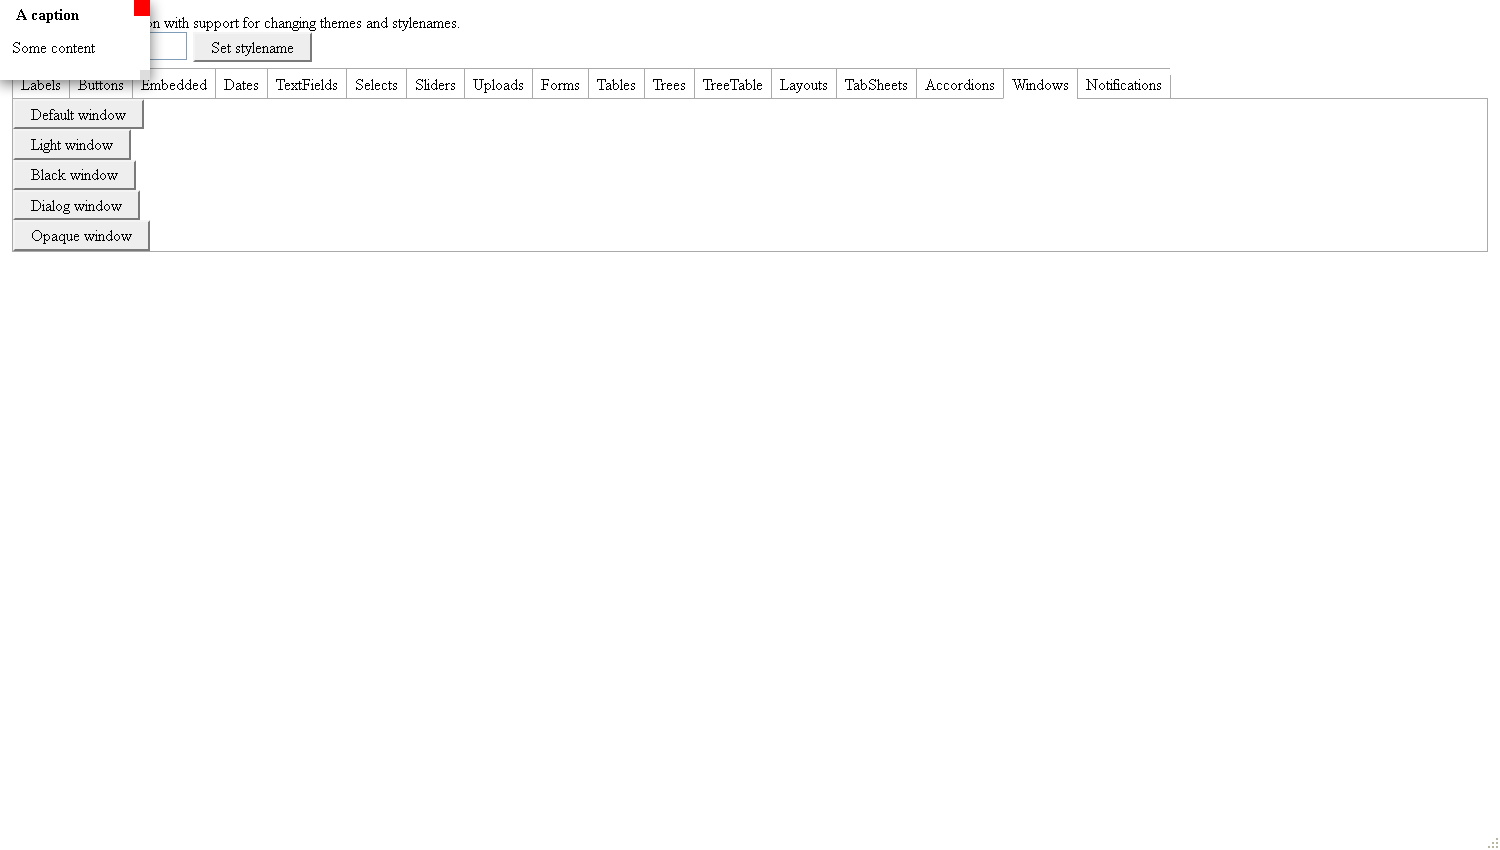 A caption
with support for changing themes and stylenames.
Some content
Set stylename
Labels Buttons Embedded Dates TextFields Selects Sliders Uploads Forms Tables Trees TreeTable Layouts TabSheets Accordions Windows Notifications
Default window
Light window
Black window
Dialog window
Opaque window